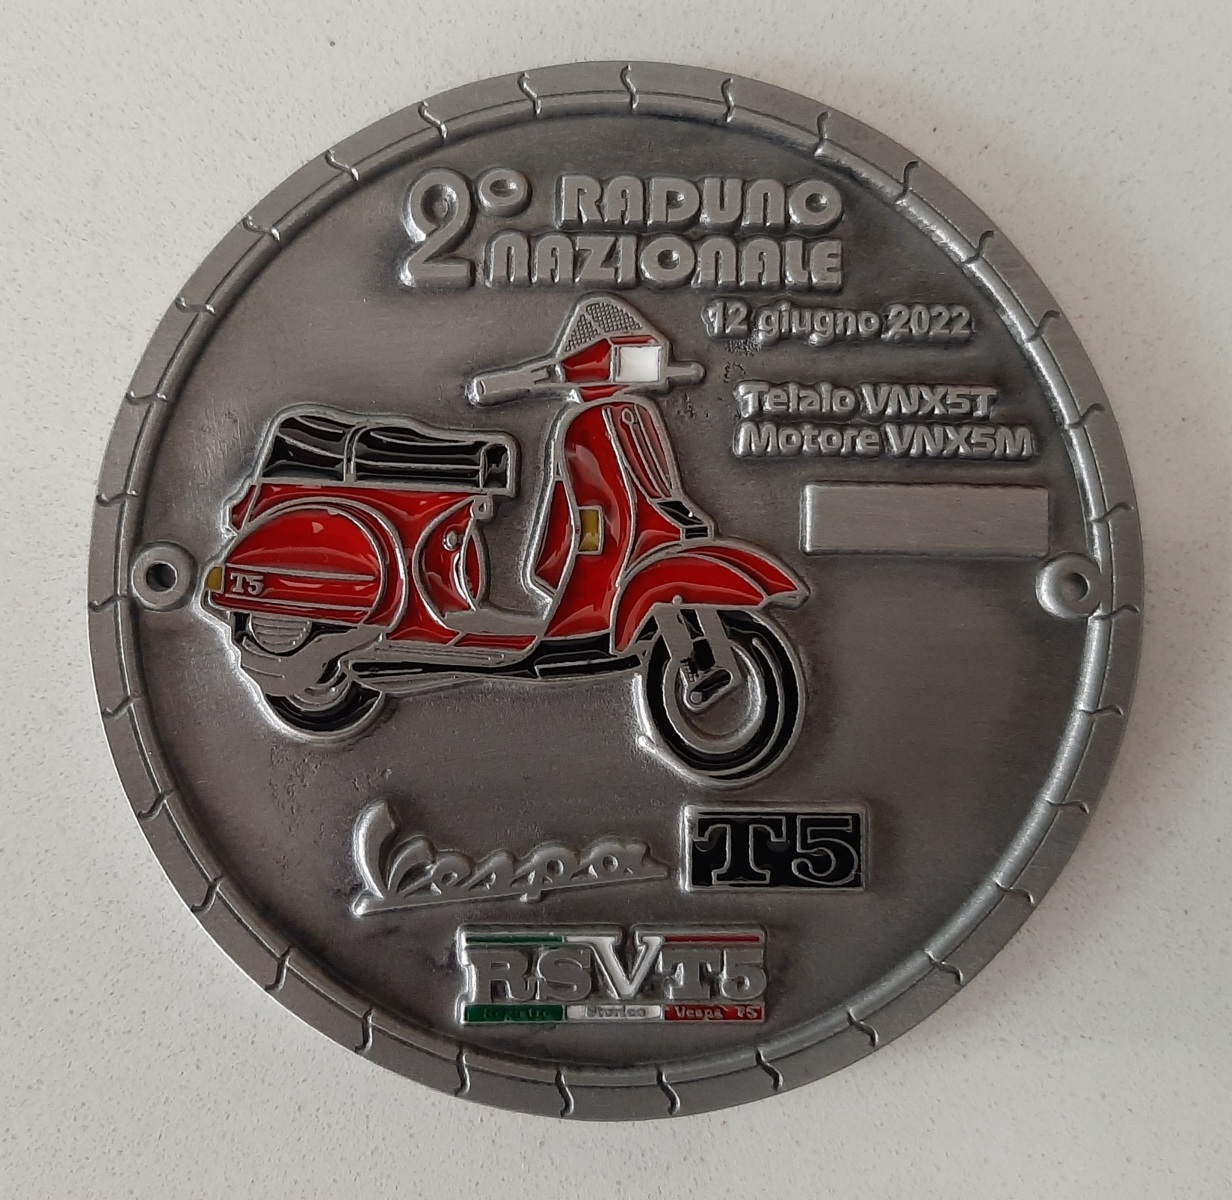 2° RADUNO
NAZIONALE
12 giugno 2022
Telaio VNX5T
Motore VNX5M
T5
Vespa T5
RSVT5
Registro Storico Vespa T5